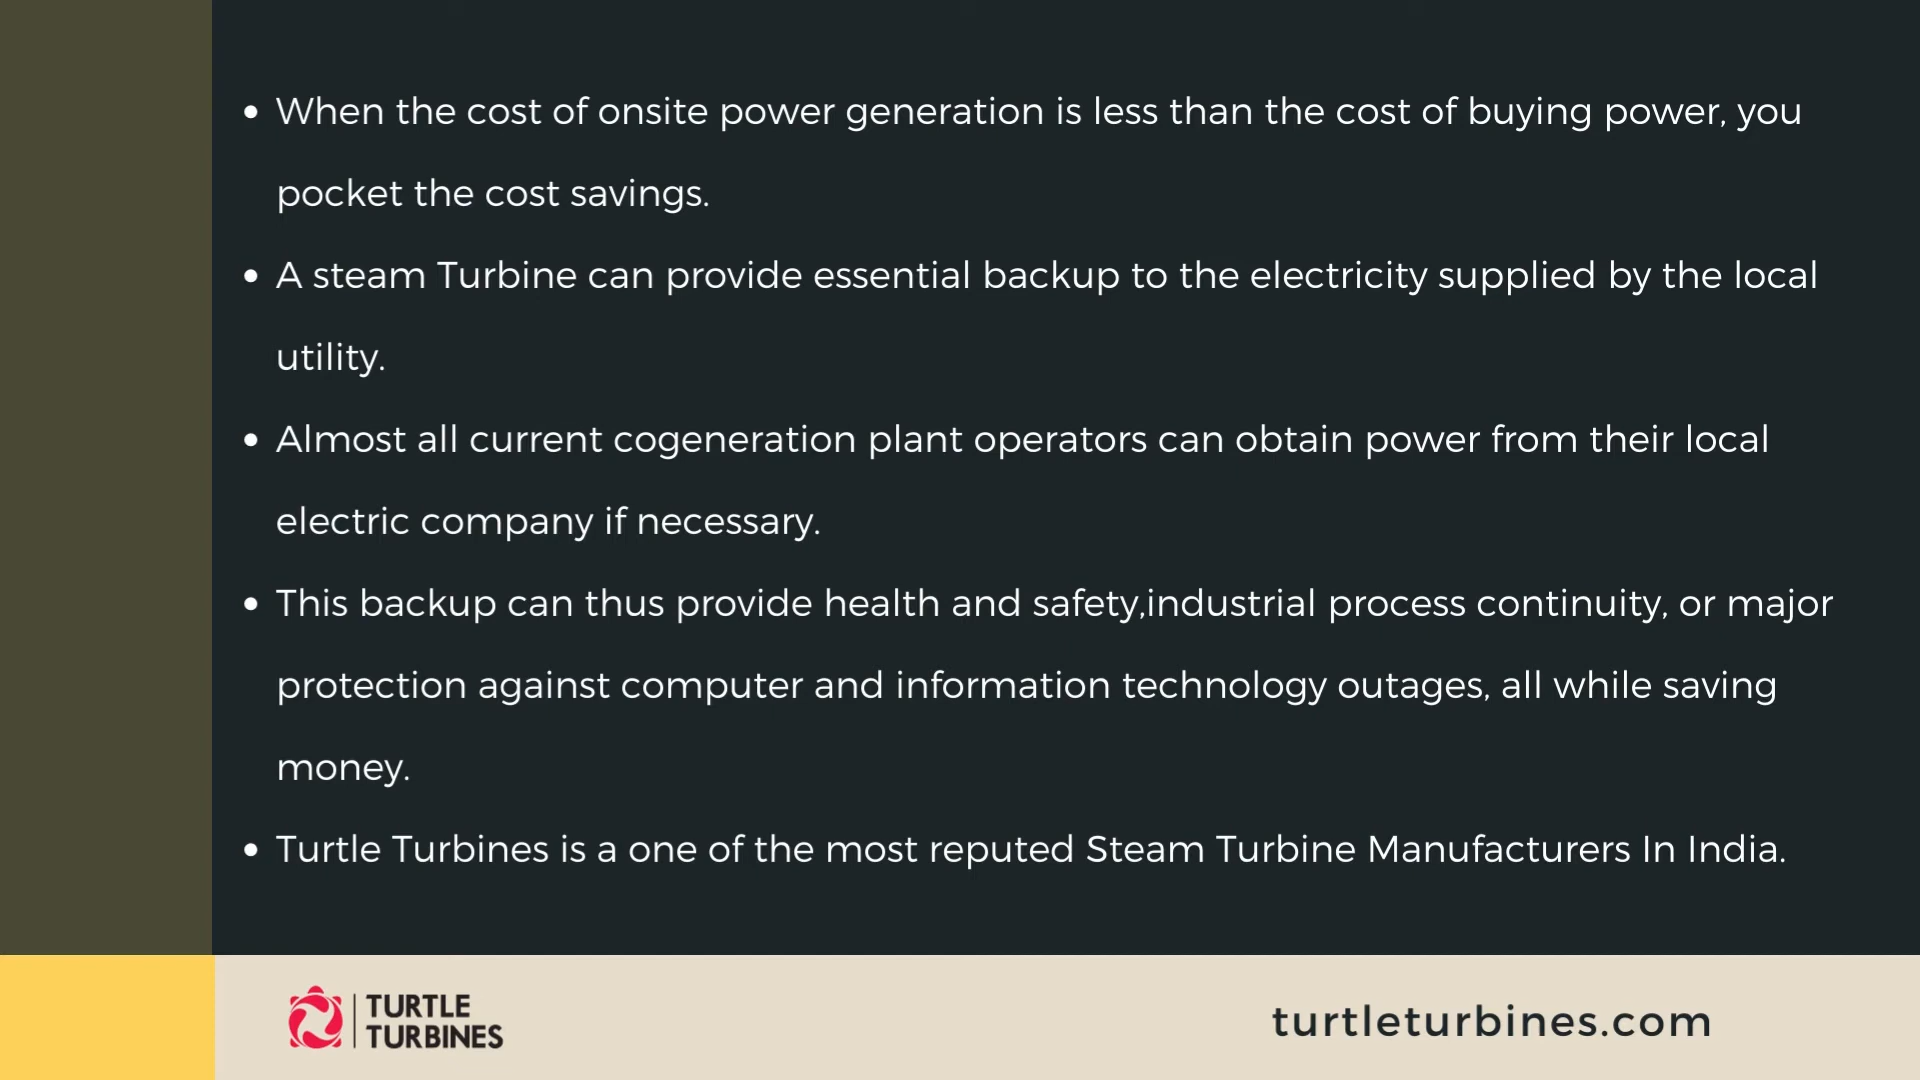 • When the cost of onsite power generation is less than the cost of buying power, you
pocket the cost savings.
• A steam Turbine can provide essential backup to the electricity supplied by the local
utility.
• Almost all current cogeneration plant operators can obtain power from their local
electric company if necessary.
• This backup can thus provide health and safety,industrial process continuity, or major
protection against computer and information technology outages, all while saving
money.
• Turtle Turbines is a one of the most reputed Steam Turbine Manufacturers In India.
TURTLE
TURBINES
turtleturbines.com